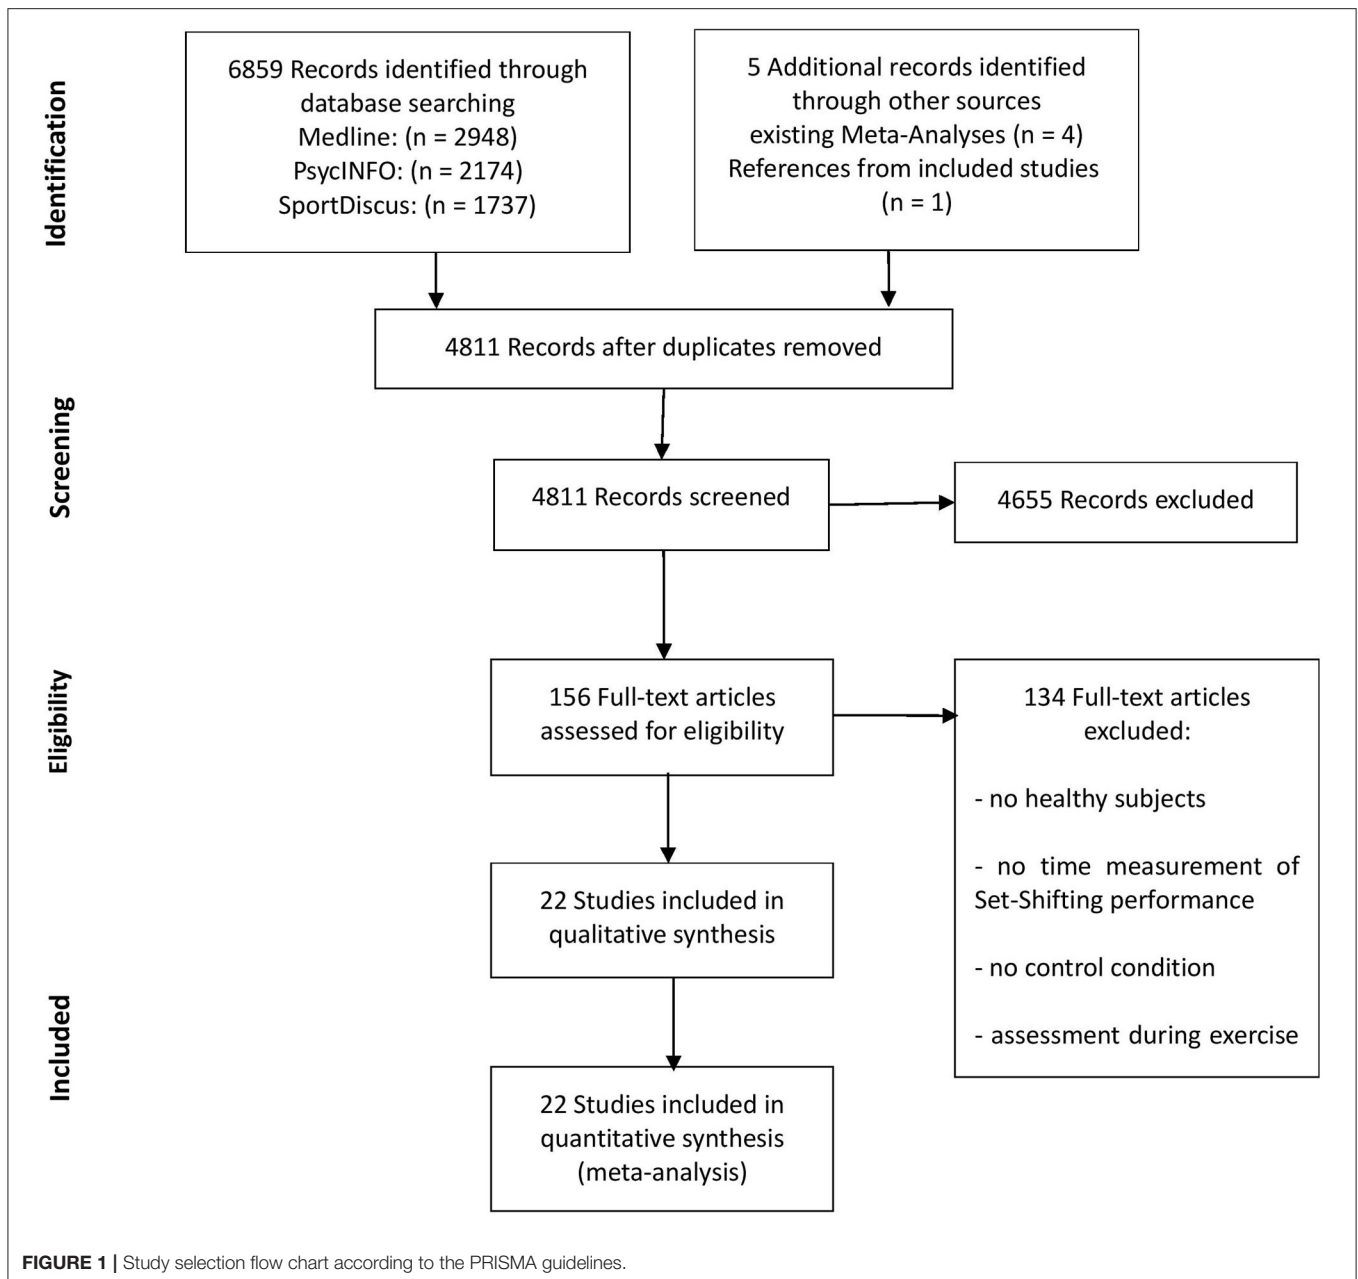 Identification
6859 Records identified through
database searching
Medline: (n = 2948)
PsycINFO: (n = 2174)
SportDiscus: (n = 1737)
5 Additional records identified
through other sources
existing Meta-Analyses (n = 4)
References from included studies
(n = 1)
4811 Records after duplicates removed
Screening
4811 Records screened
4655 Records excluded
Eligibility
156 Full-text articles
assessed for eligibility
134 Full-text articles
excluded:
- no healthy subjects
- no time measurement of
Set-Shifting performance
- no control condition
- assessment during exercise
22 Studies included in
qualitative synthesis
Included
22 Studies included in
quantitative synthesis
(meta-analysis)
FIGURE 1 | Study selection flow chart according to the PRISMA guidelines.